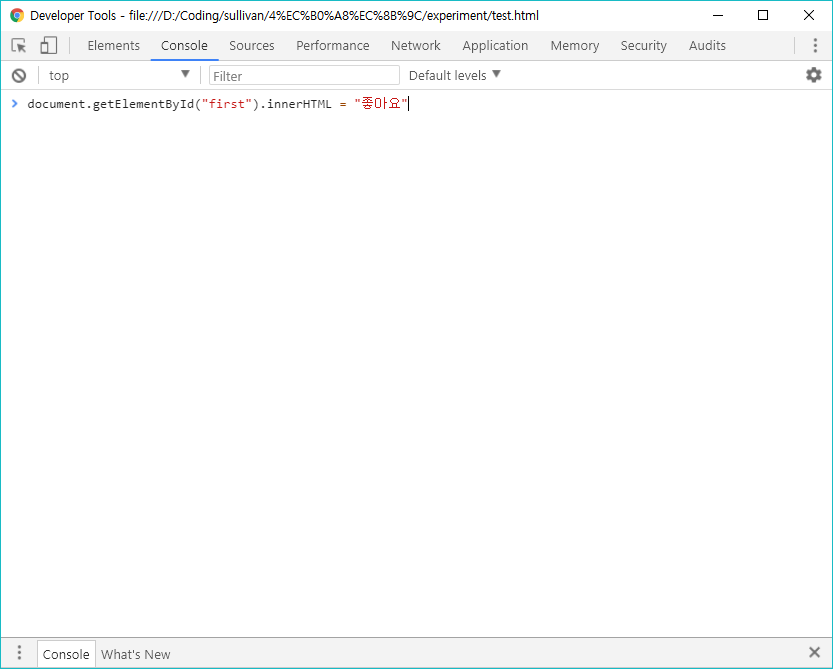 Developer Tools - file:///D:/Coding/sullivan/4%EC%B0%A8%EC%8B%9C/experiment/test.html
Elements Console Sources Performance Network Application Memory Security Audits
top Filter Default levels
document.getElementById("first").innerHTML = "좋아요"
Console What's New